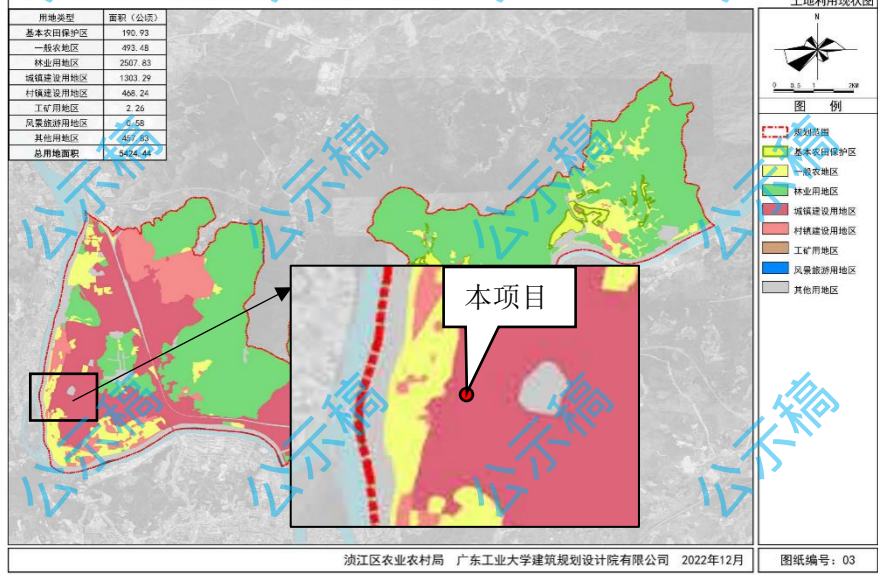 土地利用现状图
用地类型 面积（公顷）
基本农田保护区 190.93
一般农地区 493.48
林业用地区 2507.83
城镇建设用地区 1303.29
村镇建设用地区 468.24
工矿用地区 2.26
风景旅游用地区 0.58
其他用地区 457.83
总用地面积 5424.44
N
0 0.5 1 2KM
图 例
规划范围
基本农田保护区
一般农地区
林业用地区
城镇建设用地区
村镇建设用地区
工矿用地区
风景旅游用地区
其他用地区
本项目
公示稿
公示稿
公示稿
公示稿
公示稿
公示稿
公示稿
公示稿
浈江区农业农村局 广东工业大学建筑规划设计院有限公司 2022年12月
图纸编号：03